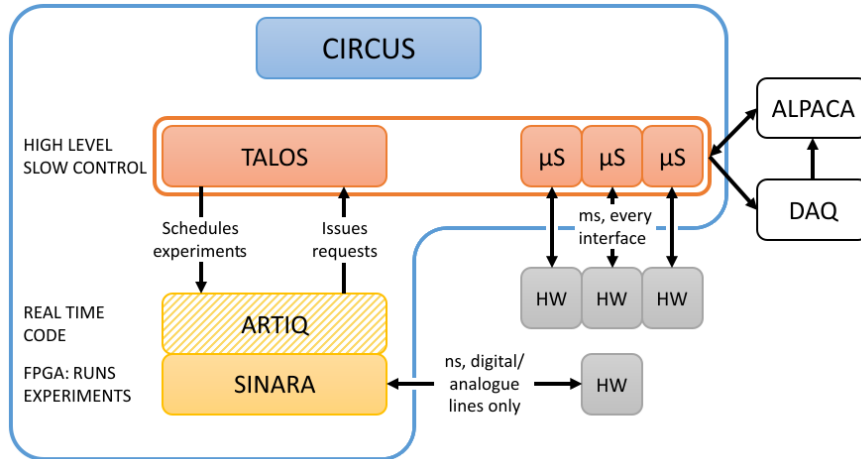 CIRCUS
ALPACA
HIGH LEVEL
SLOW CONTROL
TALOS
µS
µS
µS
DAQ
Schedules
experiments
Issues
requests
ms, every
interface
HW
HW
HW
REAL TIME
CODE
ARTIQ
FPGA: RUNS
EXPERIMENTS
SINARA
ns, digital/
analogue
lines only
HW